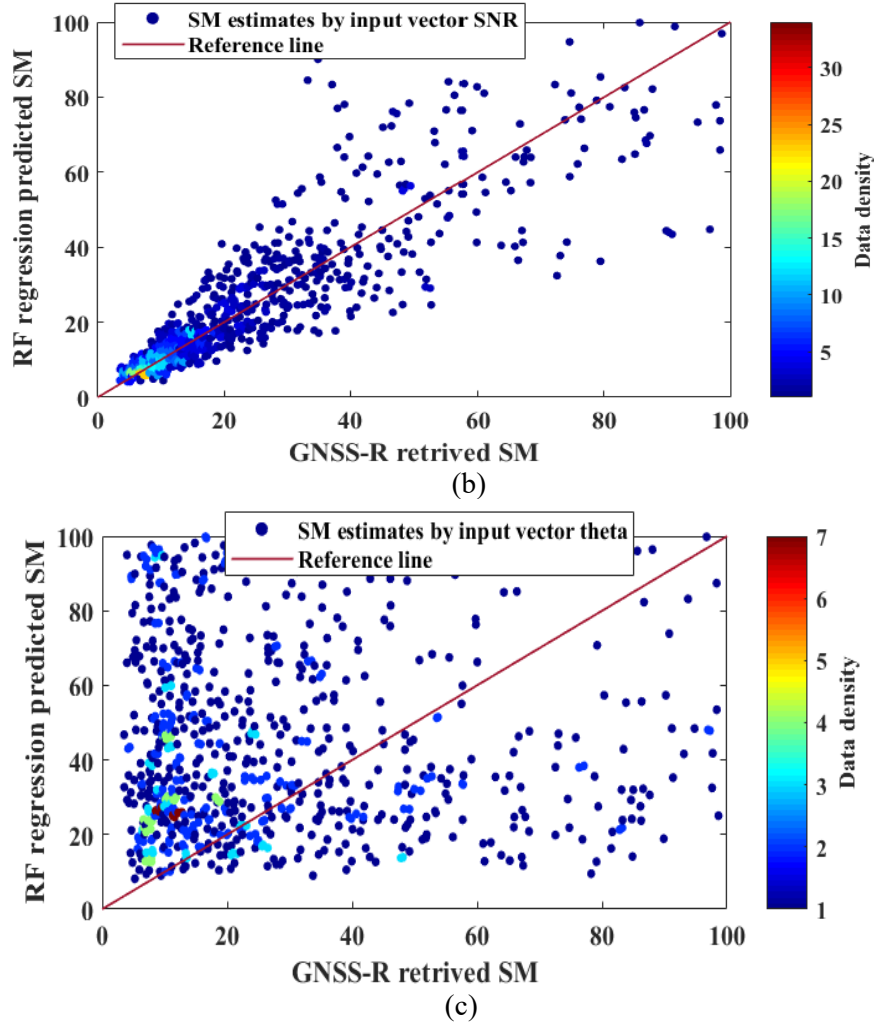 SM estimates by input vector SNR
Reference line
RF regression predicted SM
100
80
60
40
20
0
0 20 40 60 80 100
GNSS-R retrived SM
30
25
20
15
10
5
Data density
(b)
SM estimates by input vector theta
Reference line
RF regression predicted SM
100
80
60
40
20
0
0 20 40 60 80 100
GNSS-R retrived SM
7
6
5
4
3
2
1
Data density
(c)